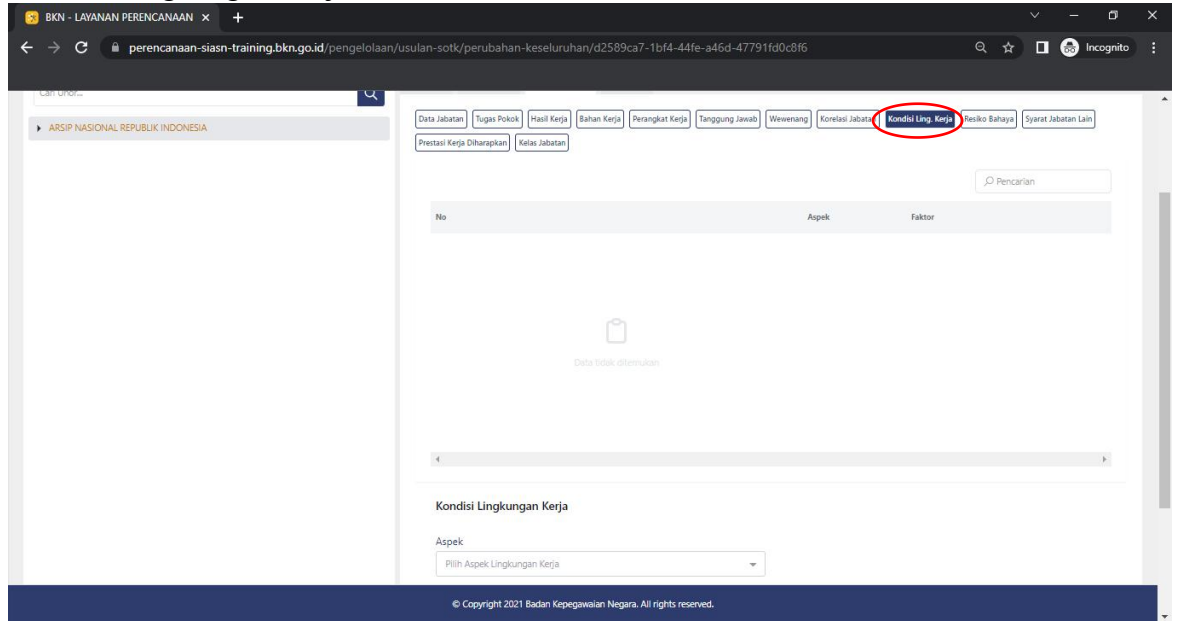 BKN - LAYANAN PERENCANAAN
perencanaan-siasn-training.bkn.go.id/pengelolaan/usulan-sotk/perubahan-keseluruhan/d2589ca7-1bf4-44fe-a46d-47791fd0c8f6
Incognito
Cari Unor...
ARSIP NASIONAL REPUBLIK INDONESIA
Data Jabatan Tugas Pokok Hasil Kerja Bahan Kerja Perangkat Kerja Tanggung Jawab Wewenang Korelasi Jabatan Kondisi Ling. Kerja Resiko Bahaya Syarat Jabatan Lain
Prestasi Kerja Diharapkan Kelas Jabatan
Pencarian
No Aspek Faktor
Data tidak ditemukan
Kondisi Lingkungan Kerja
Aspek
Pilih Aspek Lingkungan Kerja
© Copyright 2021 Badan Kepegawaian Negara. All rights reserved.